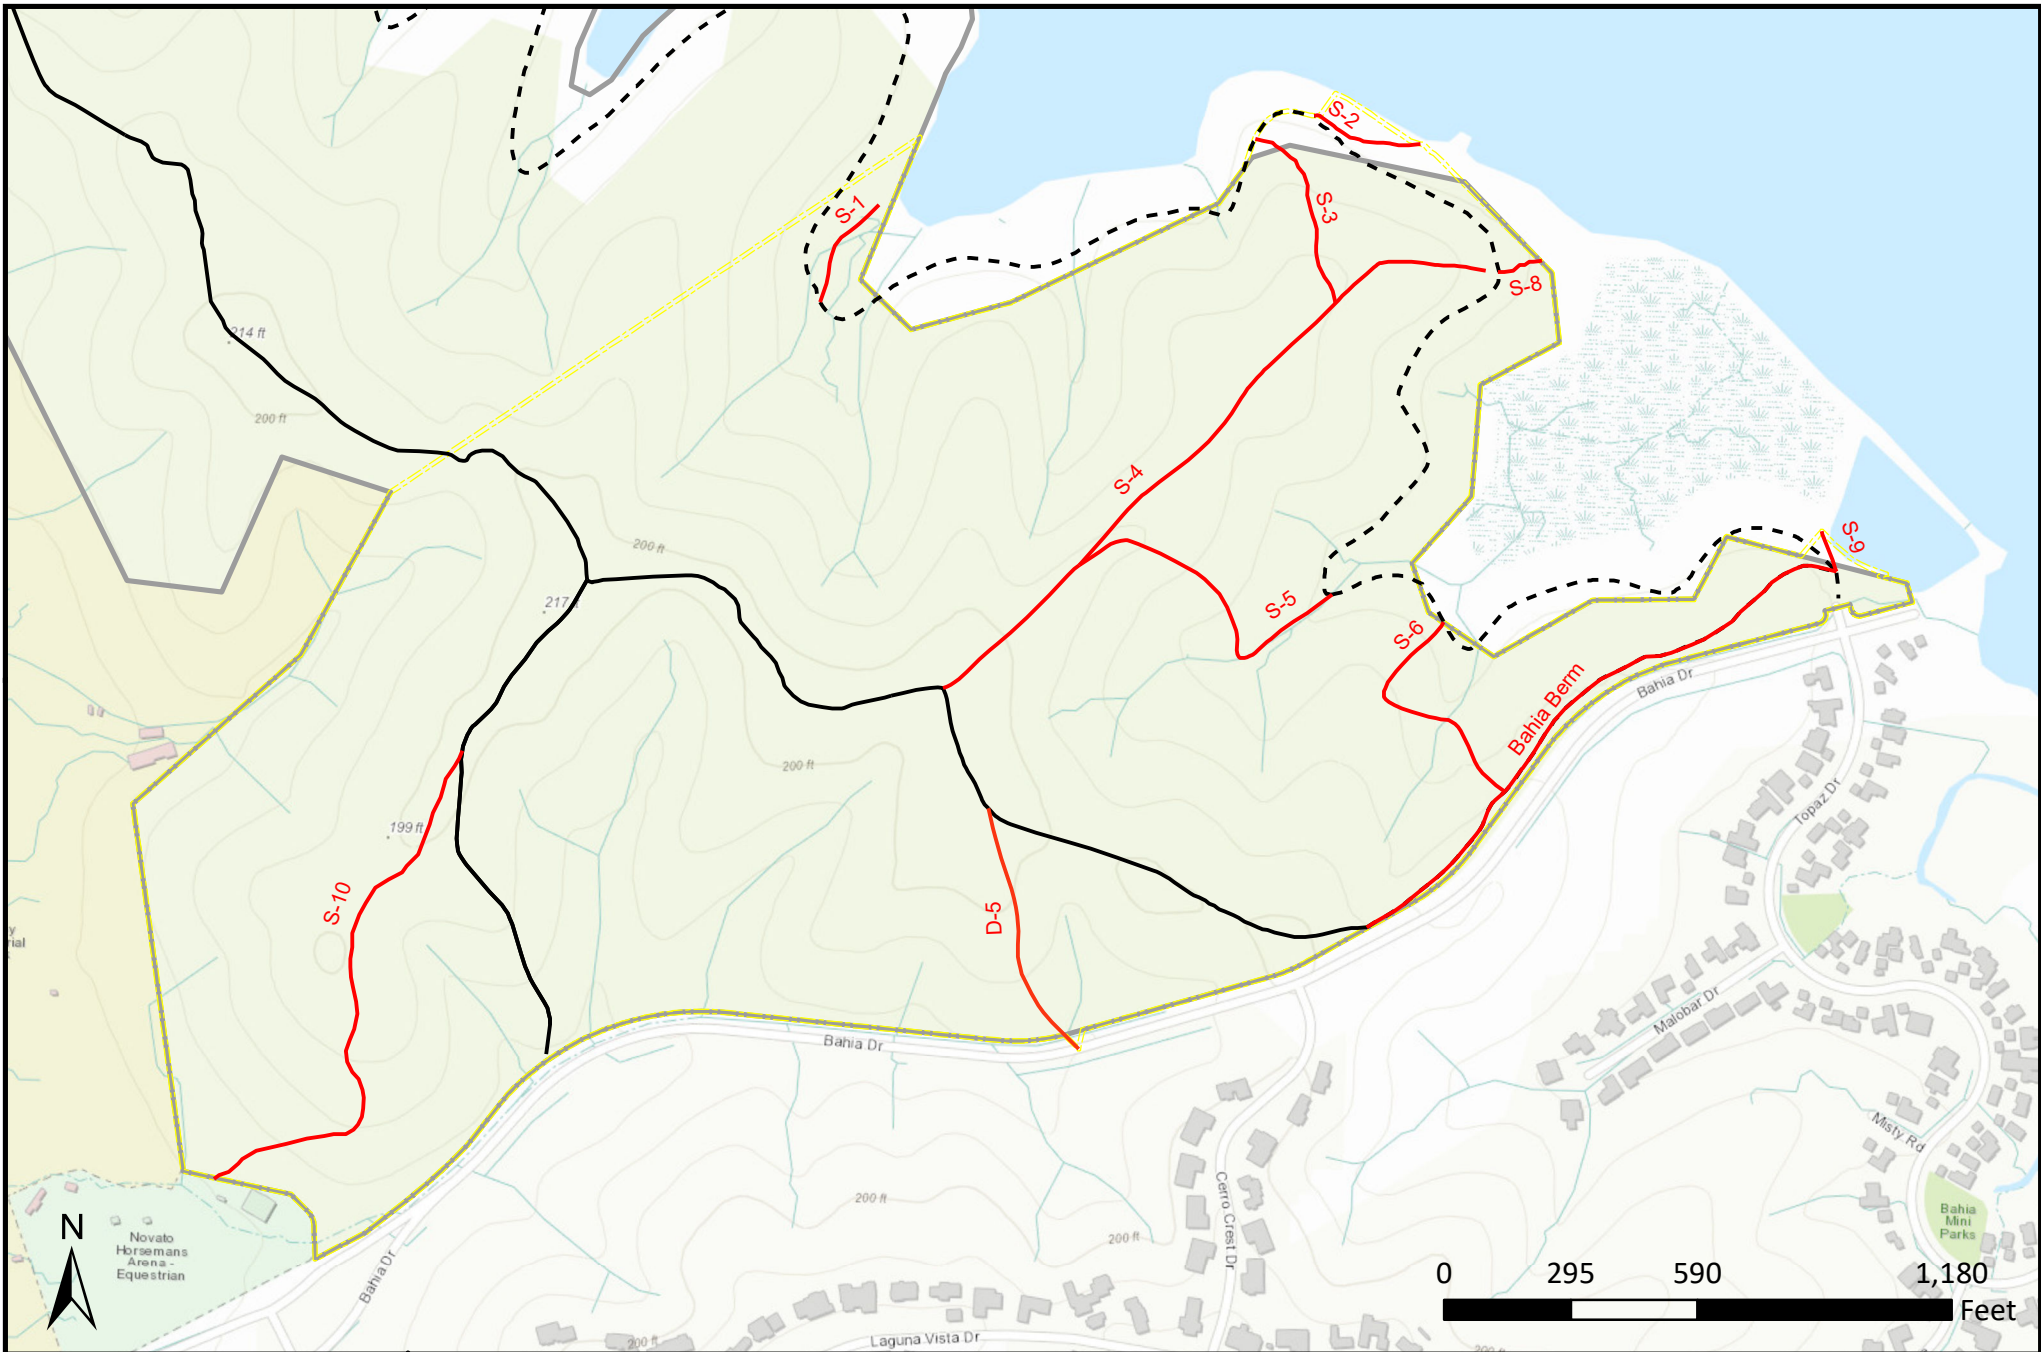 S-2
S-1
S-3
S-8
214 ft
200 ft
S-4
200 ft
S-9
217 ft
S-5
S-6
Bahia Dr
Bahia Berm
200 ft
Topaz Dr
199 ft
S-10
D-5
rial
Malobar Dr
Bahia Dr
Misty Rd
Cerro Crest Dr
200 ft
200 ft
Bahia
Mini
Parks
N
Novato
Horsemans
Arena -
Equestrian
Bahia Dr
0 295 590 1,180
Feet
Laguna Vista Dr
200 ft